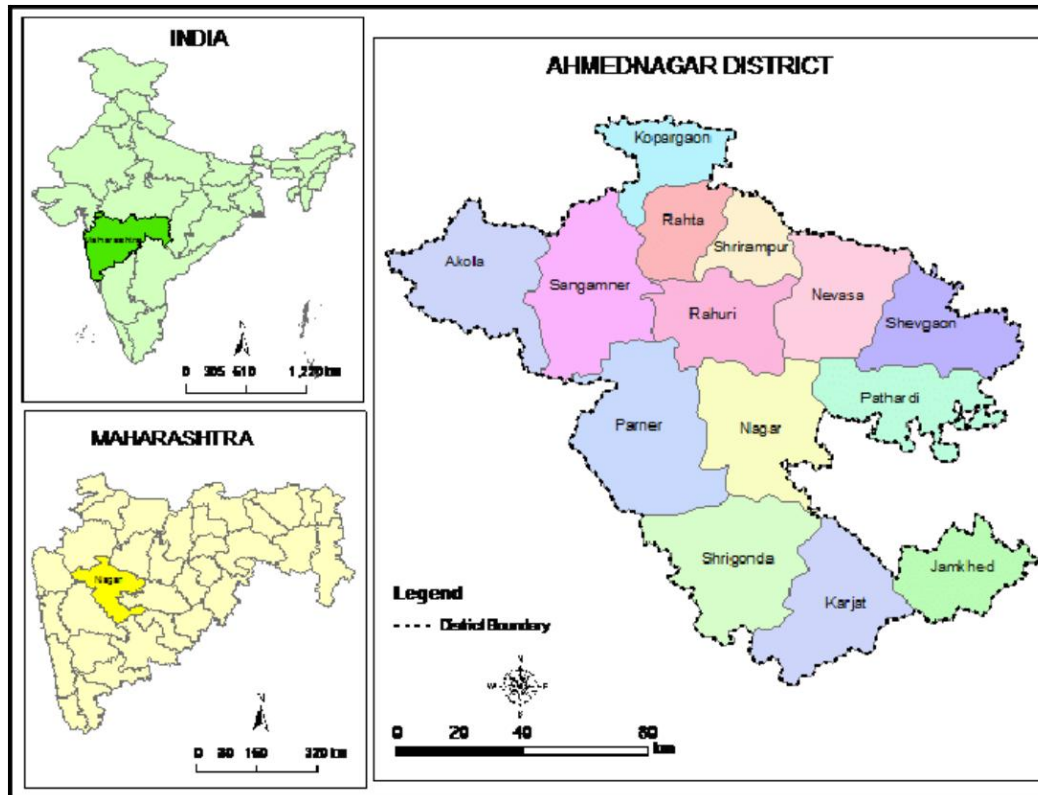 INDIA
Maharashtra
N
0 305 610 1,220 km
MAHARASHTRA
Nagar
N
0 80 160 320 km
AHMEDNAGAR DISTRICT
Kopargaon
Rahta
Shrirampur
Akola
Sangamner
Nevasa
Rahuri
Shevgaon
Pathardi
Parner
Nagar
Shrigonda
Jamkhed
Karjat
Legend
District Boundary
N
W E
S
0 20 40 80
km